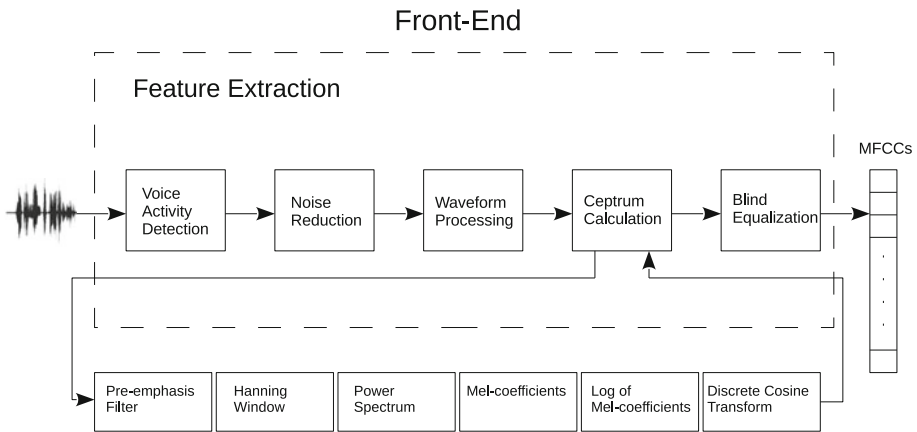 Front-End
Feature Extraction
MFCCs
Voice
Activity
Detection
Noise
Reduction
Waveform
Processing
Ceptrum
Calculation
Blind
Equalization
Pre-emphasis
Filter
Hanning
Window
Power
Spectrum
Mel-coefficients
Log of
Mel-coefficients
Discrete Cosine
Transform